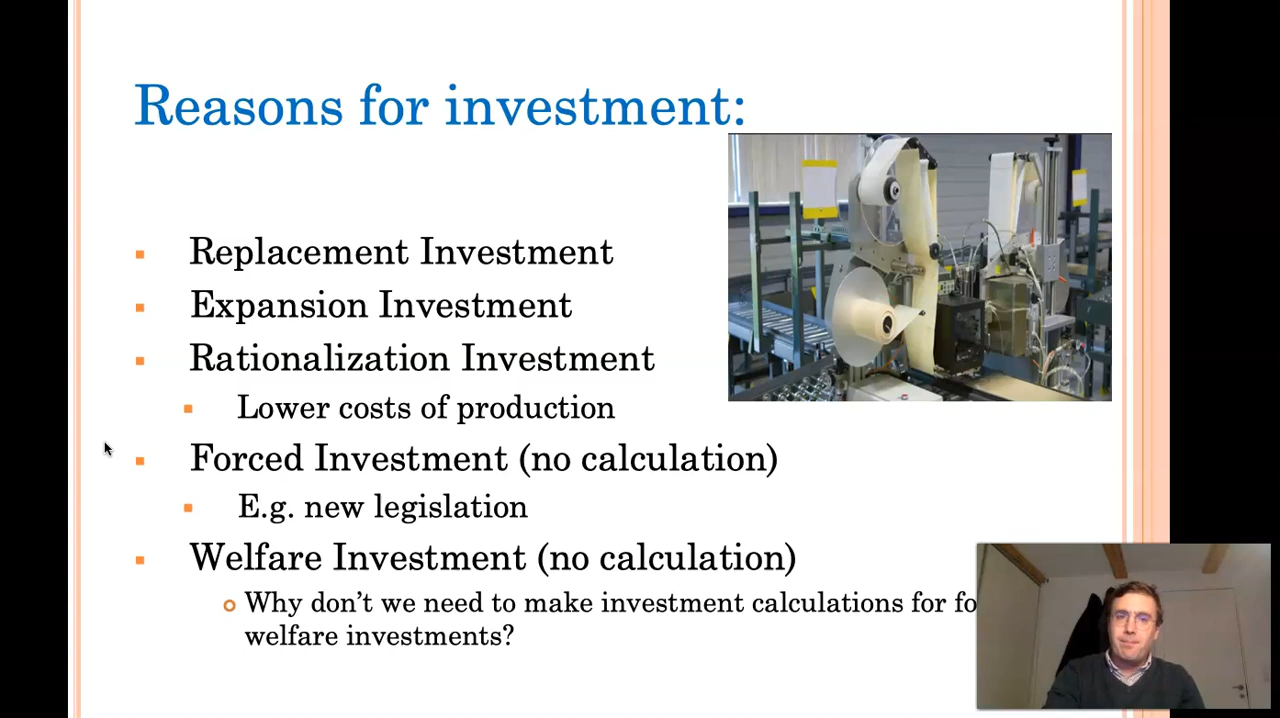 Reasons for investment:
Replacement Investment
Expansion Investment
Rationalization Investment
Lower costs of production
Forced Investment (no calculation)
E.g. new legislation
Welfare Investment (no calculation)
Why don't we need to make investment calculations for
welfare investments?